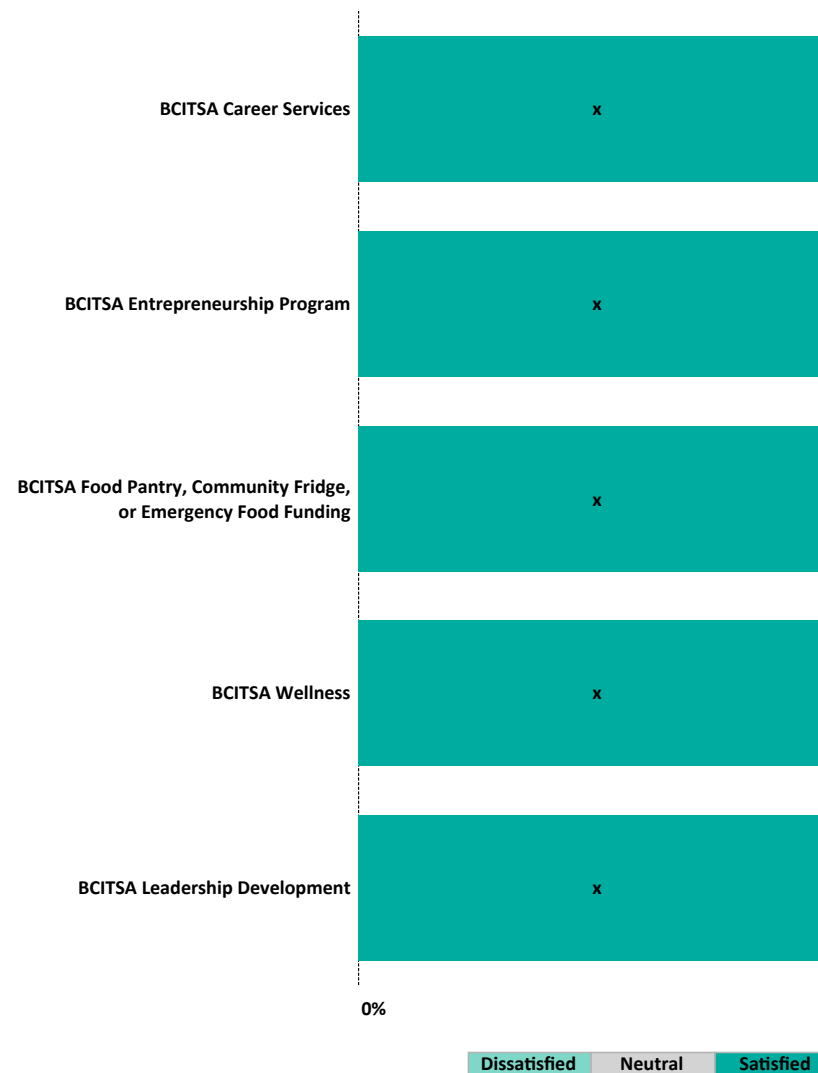 BCITSA Career Services
x
BCITSA Entrepreneurship Program
x
BCITSA Food Pantry, Community Fridge,
or Emergency Food Funding
x
BCITSA Wellness
x
BCITSA Leadership Development
x
0%
Dissatisfied Neutral Satisfied